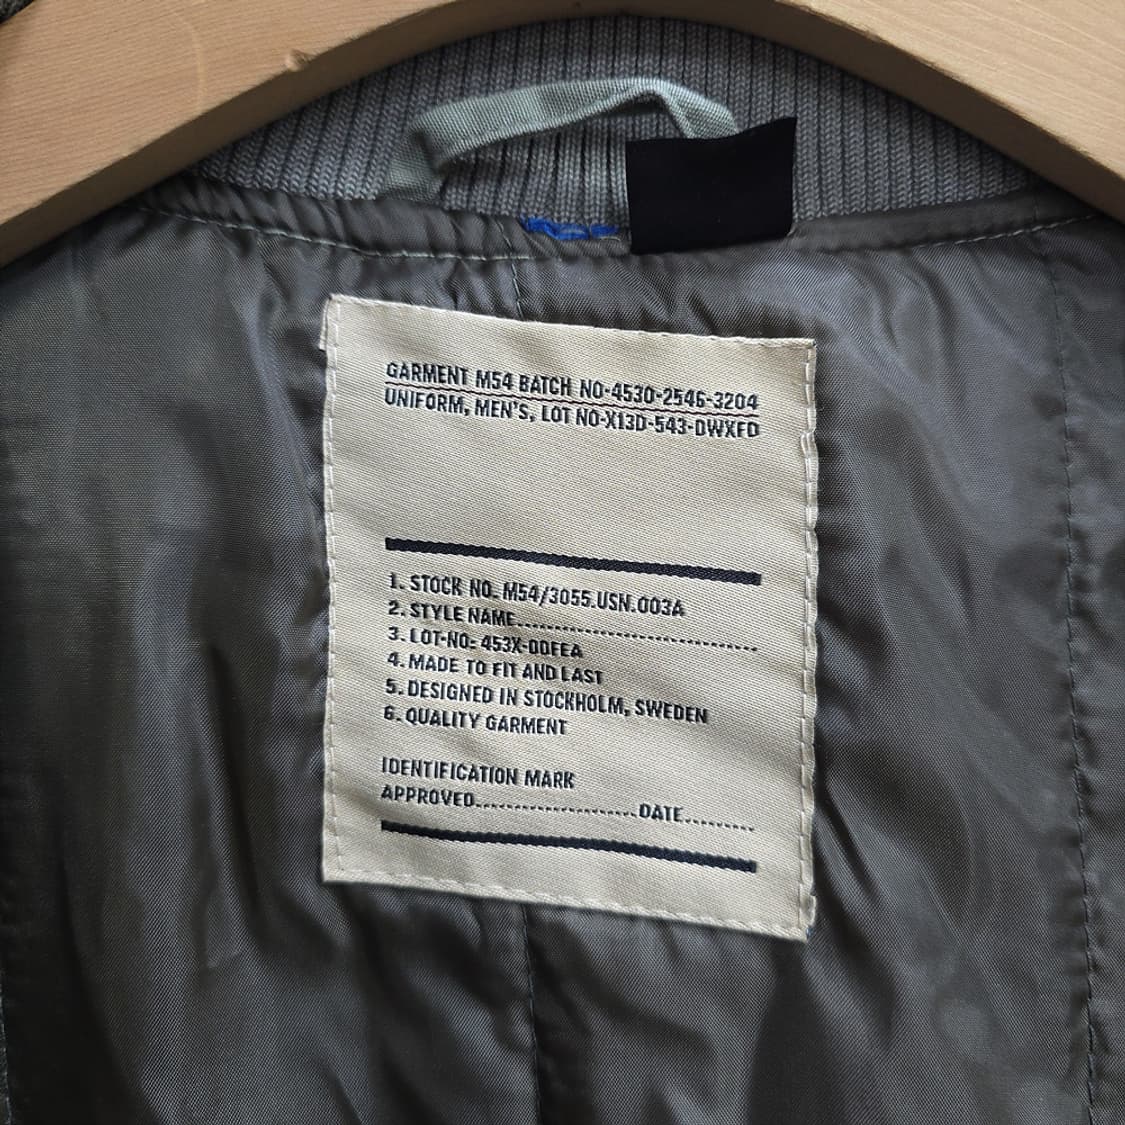 GARMENT M54 BATCH NO-4530-2546-3204
UNIFORM, MEN'S, LOT NO-X13D-543-DWXFD
1. STOCK NO. M54/3055.USN.003A
2. STYLE NAME..............................
3. LOT-NO: 453X-00FEA
4. MADE TO FIT AND LAST
5. DESIGNED IN STOCKHOLM, SWEDEN
6. QUALITY GARMENT
IDENTIFICATION MARK
APPROVED....................DATE.........